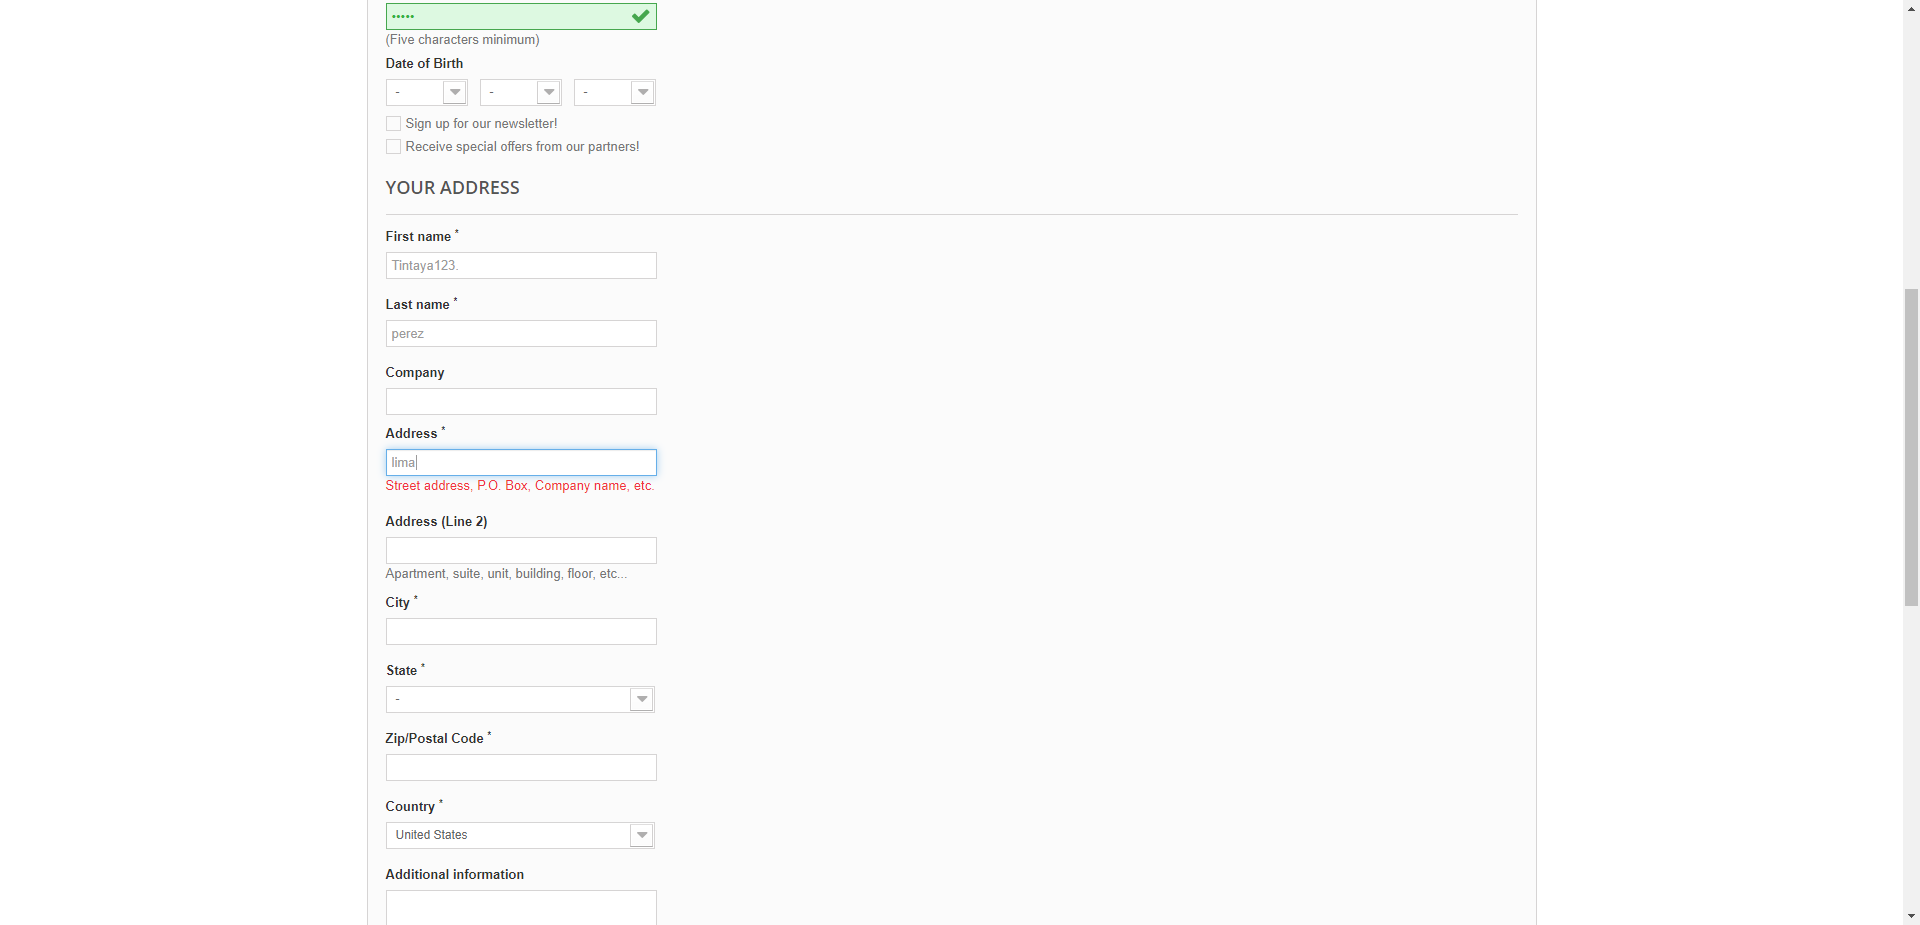 •••••
(Five characters minimum)
Date of Birth
- - -
Sign up for our newsletter!
Receive special offers from our partners!
YOUR ADDRESS
First name *
Tintaya123.
Last name *
perez
Company
Address *
lima
Street address, P.O. Box, Company name, etc.
Address (Line 2)
Apartment, suite, unit, building, floor, etc...
City *
State *
-
Zip/Postal Code *
Country *
United States
Additional information